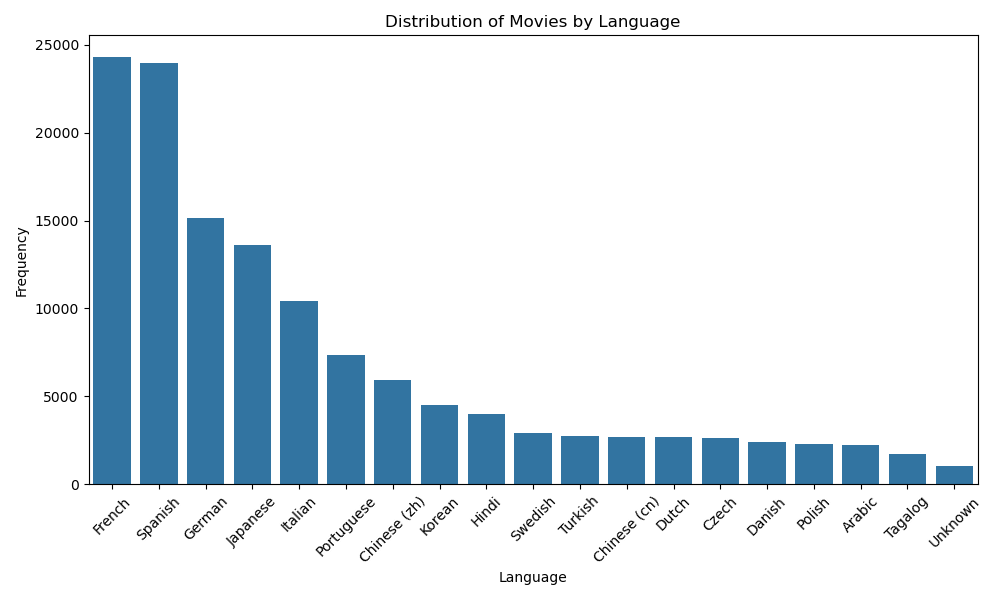 Distribution of Movies by Language
Frequency
25000
20000
15000
10000
5000
0
French
Spanish
German
Japanese
Italian
Portuguese
Chinese (zh)
Korean
Hindi
Swedish
Turkish
Chinese (cn)
Dutch
Czech
Danish
Polish
Arabic
Tagalog
Unknown
Language